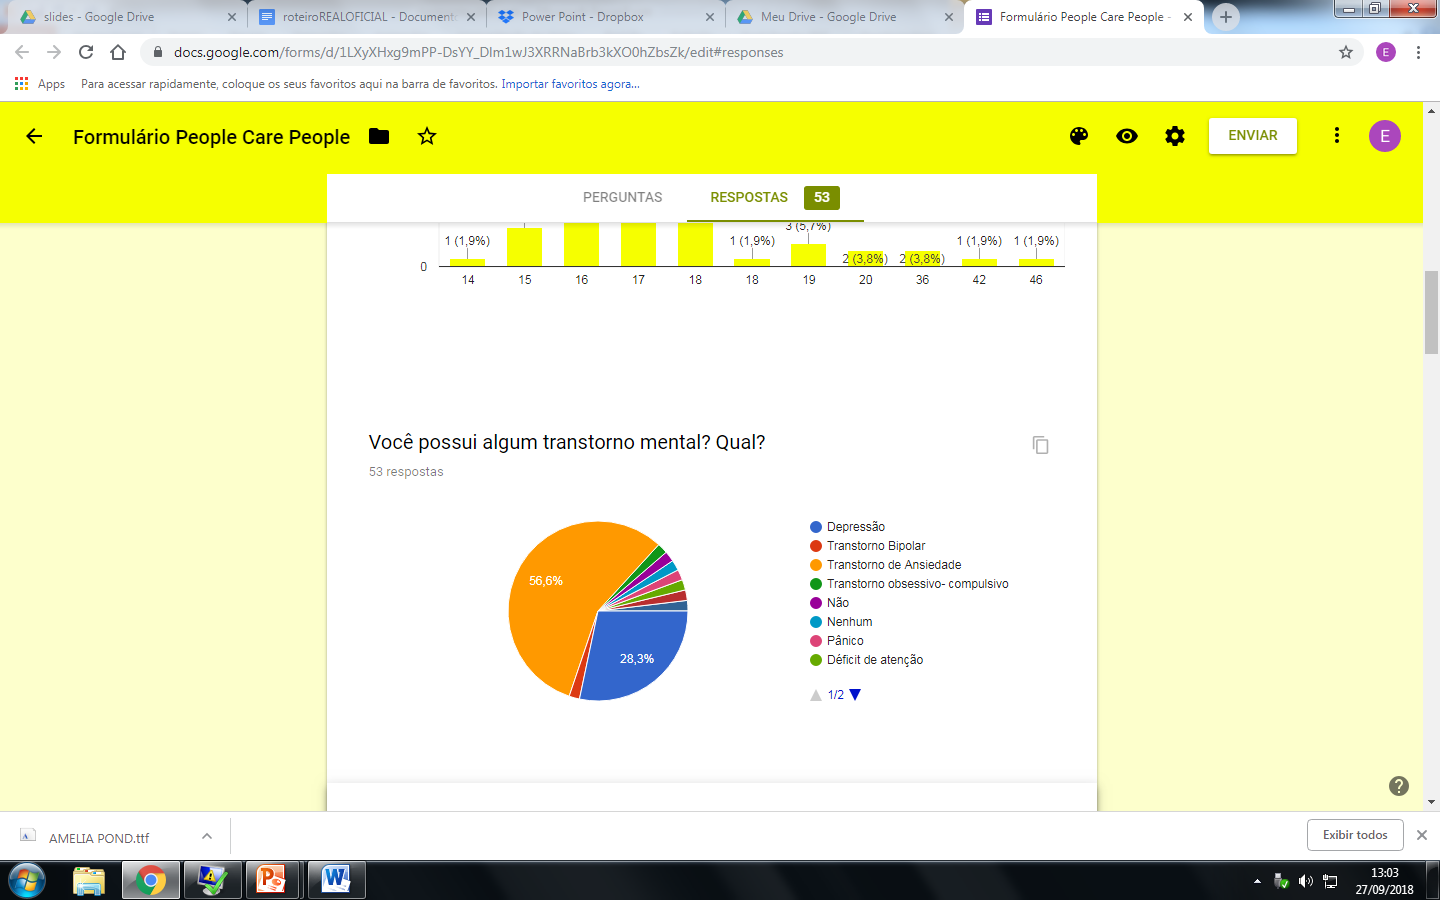 slides - Google Drive
roteiroREALOFICIAL - Document
Power Point - Dropbox
Meu Drive - Google Drive
Formulário People Care People -
docs.google.com/forms/d/1LXyXHxg9mPP-DsYY_Dlm1wJ3XRRNaBrb3kXO0hZbsZk/edit#responses
E
Apps
Para acessar rapidamente, coloque os seus favoritos aqui na barra de favoritos. Importar favoritos agora...
Formulário People Care People
ENVIAR
E
PERGUNTAS
RESPOSTAS 53
3 (5,7%)
1 (1,9%) 1 (1,9%) 1 (1,9%) 1 (1,9%)
2 (3,8%) 2 (3,8%)
0
14 15 16 17 18 18 19 20 36 42 46
Você possui algum transtorno mental? Qual?
53 respostas
56,6%
28,3%
Depressão
Transtorno Bipolar
Transtorno de Ansiedade
Transtorno obsessivo- compulsivo
Não
Nenhum
Pânico
Déficit de atenção
1/2
AMELIA POND.ttf
Exibir todos
13:03
27/09/2018